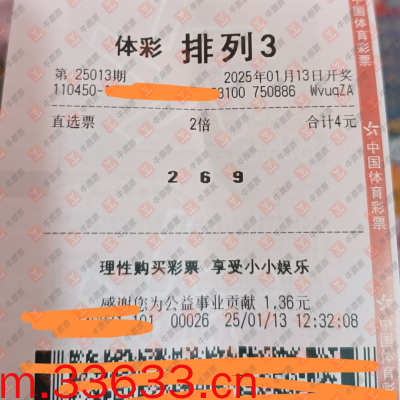 体彩 排列3
第 25013期 2025年01月13日开奖
110450- 3100 750886 WvuqZA
直选票 2倍 合计4元
2 6 9
理性购买彩票 享受小小娱乐
感谢您为公益事业贡献 1.36元
101 00026 25/01/13 12:32:08
m.33633.cn
中国体育彩票
中国体育彩票